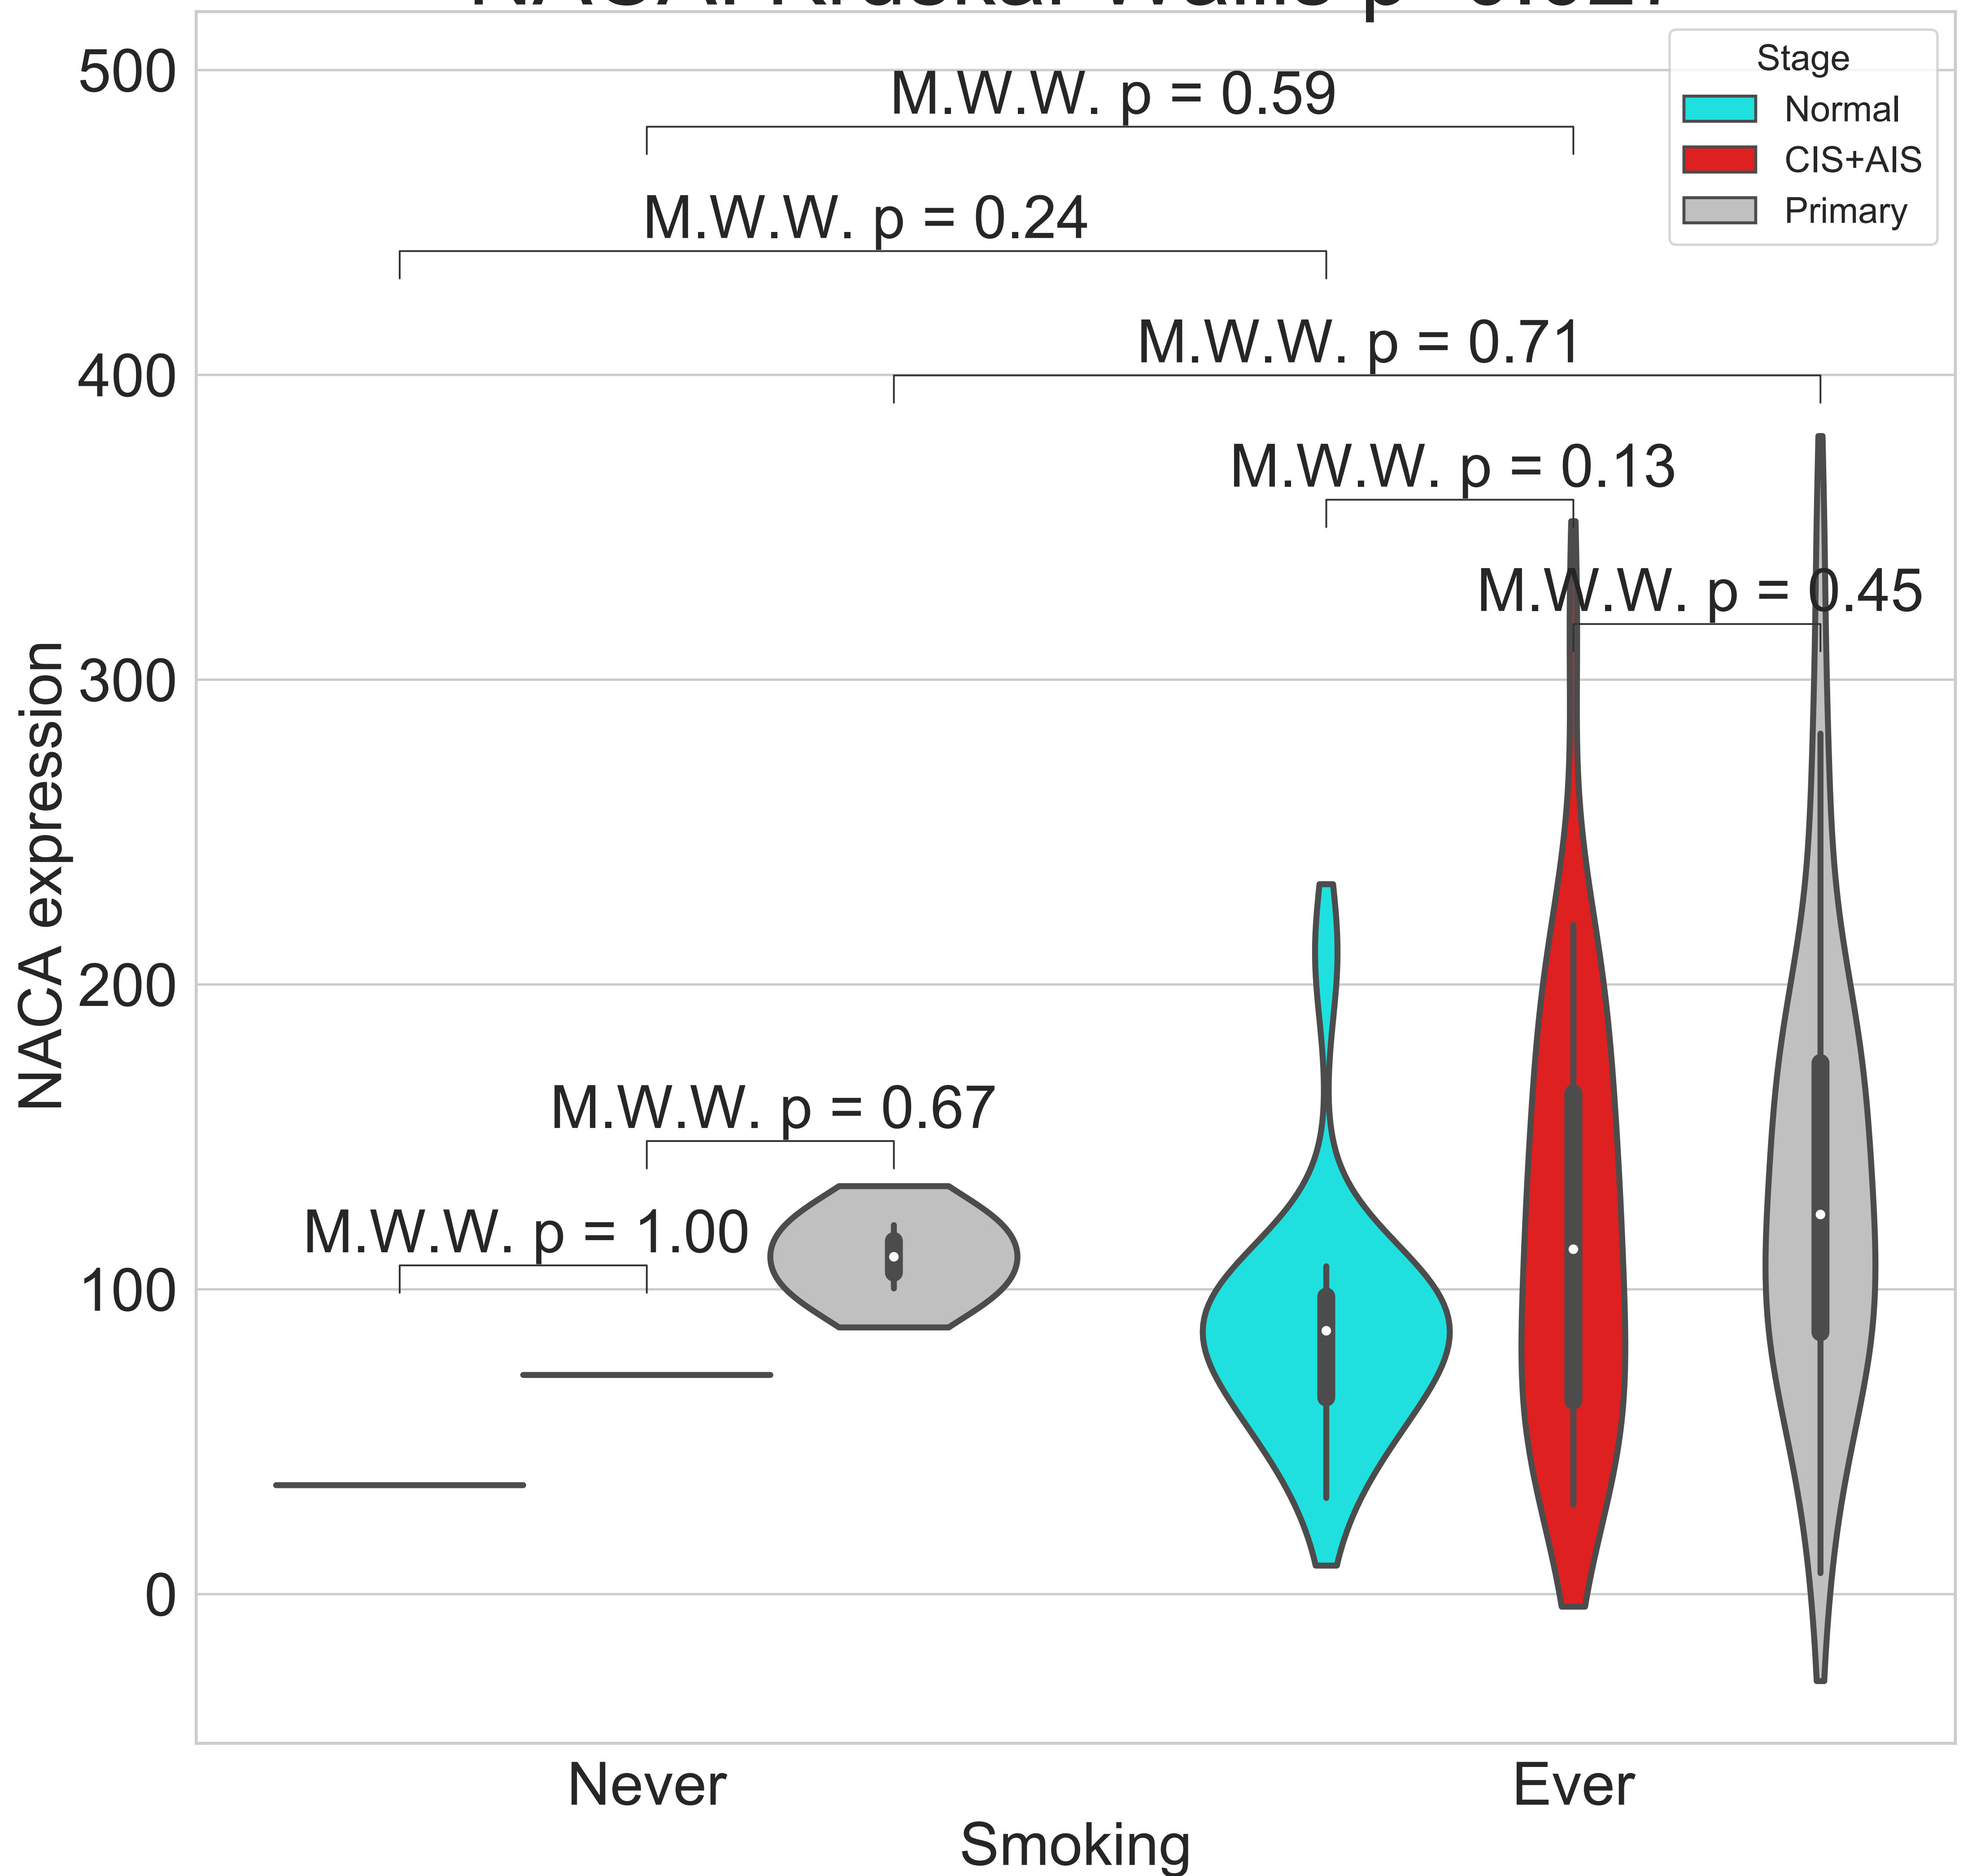 500
400
300
200
100
0
NACA expression
Stage
Normal
CIS+AIS
Primary
M.W.W. p = 0.59
M.W.W. p = 0.24
M.W.W. p = 0.71
M.W.W. p = 0.13
M.W.W. p = 0.45
M.W.W. p = 0.67
M.W.W. p = 1.00
Never
Ever
Smoking